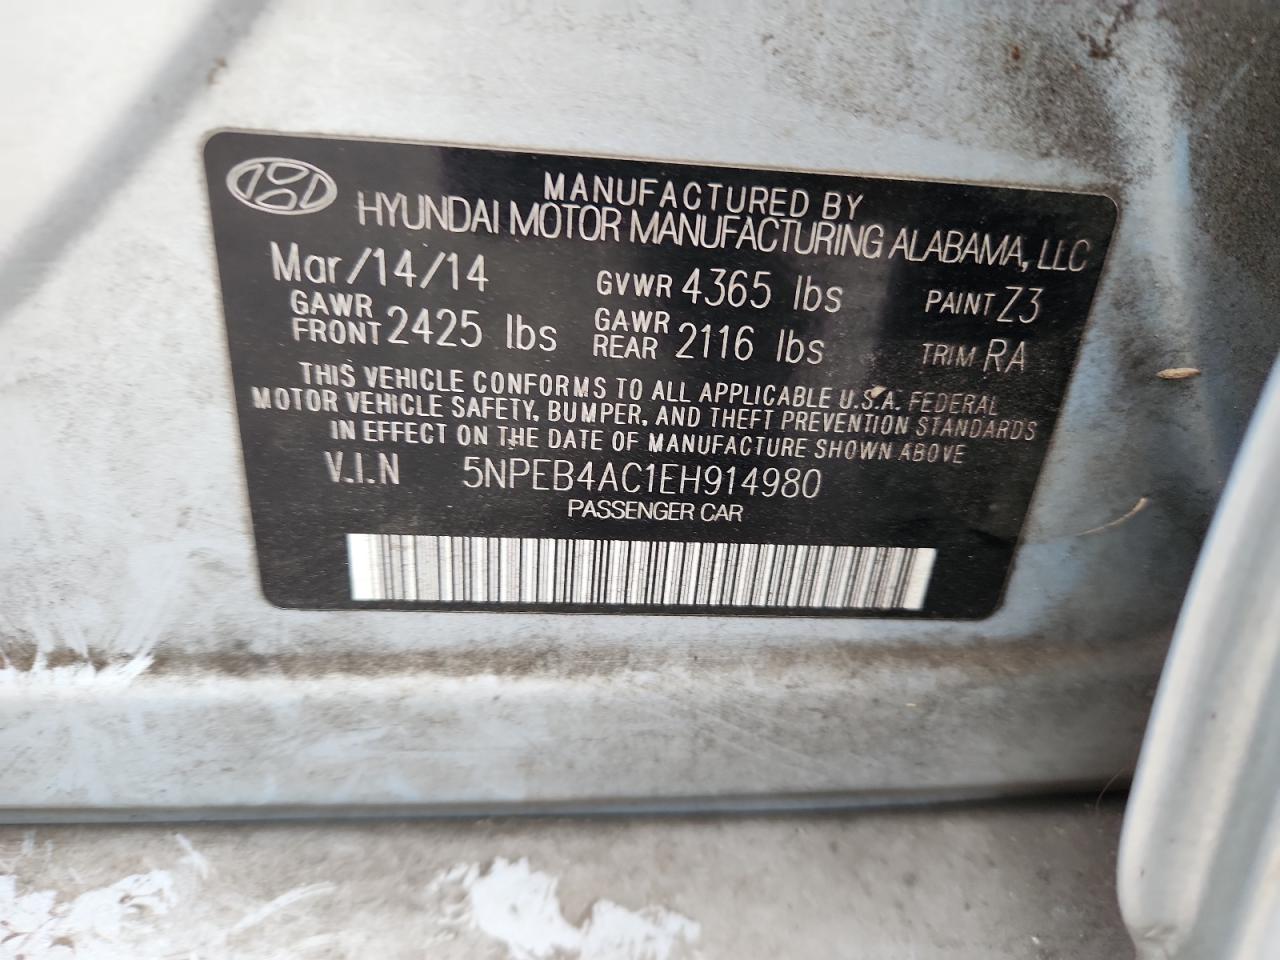 MANUFACTURED BY
HYUNDAI MOTOR MANUFACTURING ALABAMA, LLC
Mar/14/14 GVWR 4365 lbs PAINT Z3
GAWR FRONT 2425 lbs GAWR REAR 2116 lbs TRIM RA
THIS VEHICLE CONFORMS TO ALL APPLICABLE U.S.A. FEDERAL
MOTOR VEHICLE SAFETY, BUMPER, AND THEFT PREVENTION STANDARDS
IN EFFECT ON THE DATE OF MANUFACTURE SHOWN ABOVE
V.I.N 5NPEB4AC1EH914980
PASSENGER CAR